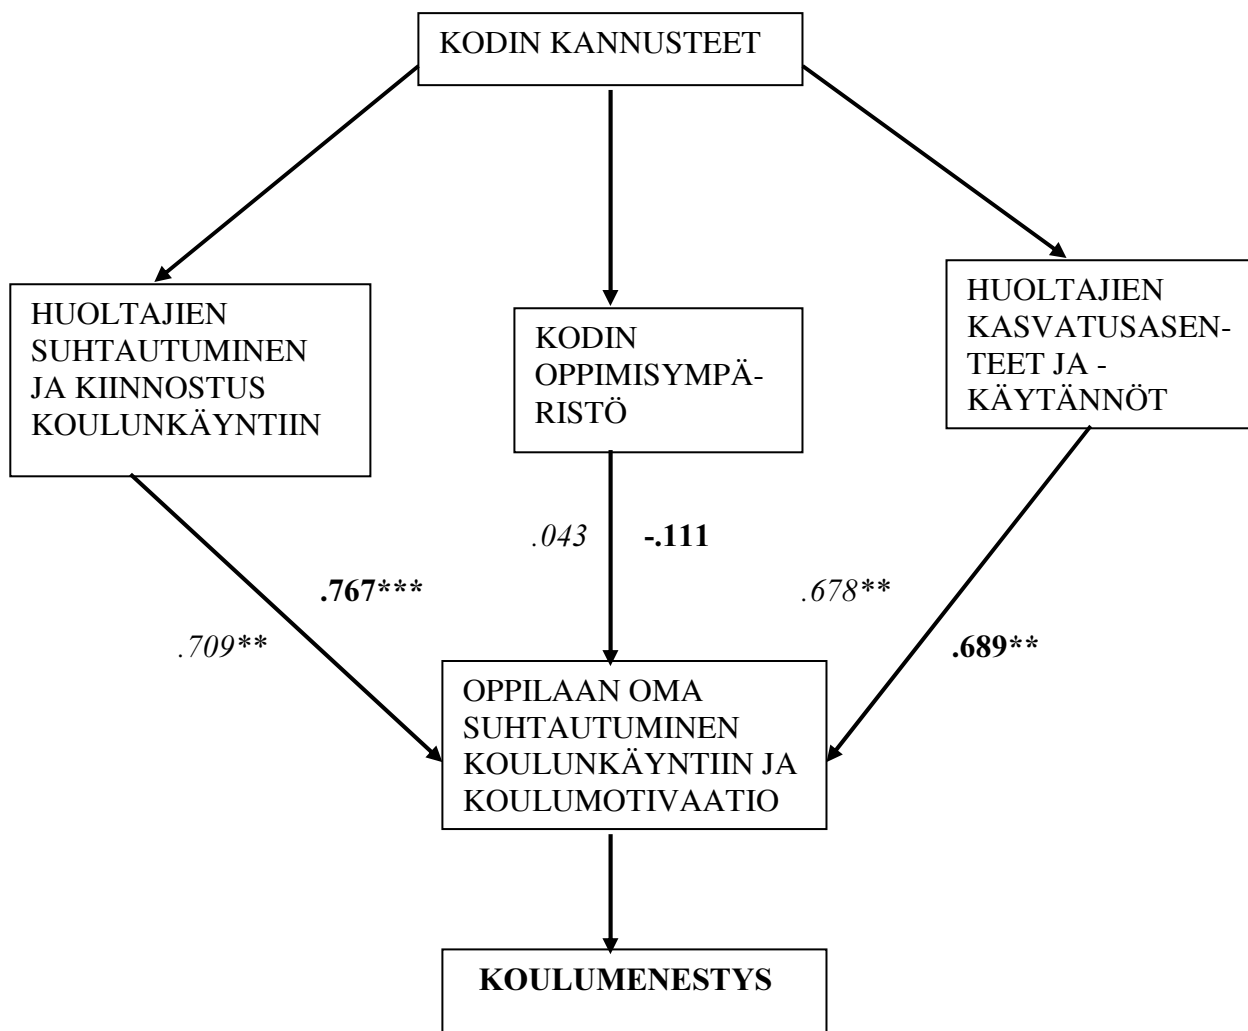 KODIN KANNUSTEET
HUOLTAJIEN
SUHTAUTUMINEN
JA KIINNOSTUS
KOULUNKÄYNTIIN
KODIN
OPPIMISYMPÄ-
RISTÖ
HUOLTAJIEN
KASVATUSASEN-
TEET JA -
KÄYTÄNNÖT
.043 -.111
.767***
.709**
.678**
.689**
OPPILAAN OMA
SUHTAUTUMINEN
KOULUNKÄYNTIIN JA
KOULUMOTIVAATIO
KOULUMENESTYS